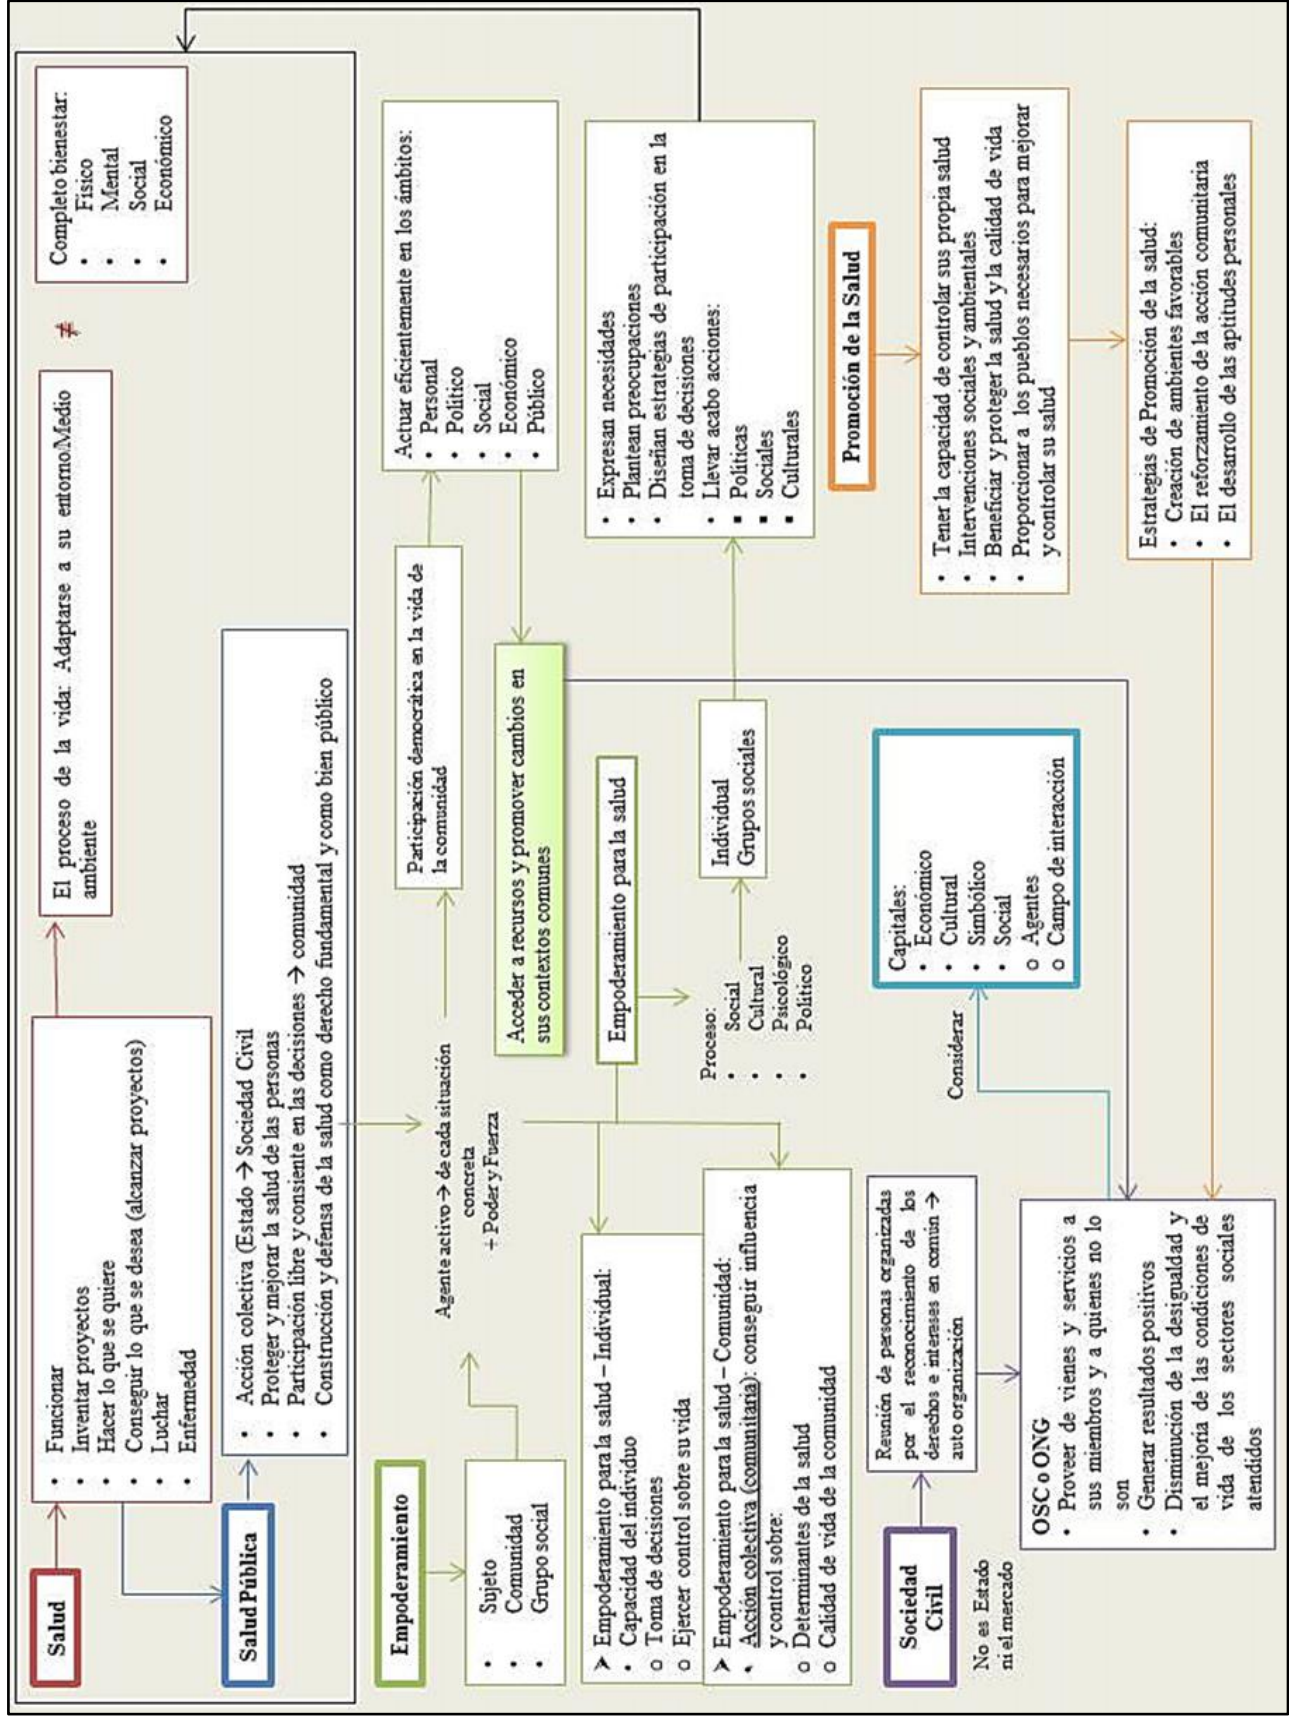 Salud
• Funcionar
• Inventar proyectos
• Hacer lo que se quiere
• Conseguir lo que se desea (alcanzar proyectos)
• Luchar
• Enfermedad
El proceso de la vida: Adaptarse a su entorno.Medio
ambiente
≠
Completo bienestar:
• Físico
• Mental
• Social
• Económico
Salud Pública
• Acción colectiva (Estado → Sociedad Civil
• Proteger y mejorar la salud de las personas
• Participación libre y consiente en las decisiones → comunidad
• Construcción y defensa de la salud como derecho fundamental y como bien público
Empoderamiento
• Sujeto
• Comunidad
• Grupo social
Agente activo → de cada situación
concreta
+ Poder y Fuerza
Participación democrática en la vida de
la comunidad
Actuar eficientemente en los ámbitos:
• Personal
• Político
• Social
• Económico
• Público
Acceder a recursos y promover cambios en
sus contextos comunes
Empoderamiento para la salud
➤ Empoderamiento para la salud – Individual:
• Capacidad del individuo
o Toma de decisiones
o Ejercer control sobre su vida
➤ Empoderamiento para la salud – Comunidad:
• Acción colectiva (comunitaria): conseguir influencia
y control sobre:
o Determinantes de la salud
o Calidad de vida de la comunidad
Proceso:
• Social
• Cultural
• Psicológico
• Político
Individual
Grupos sociales
• Expresan necesidades
• Plantean preocupaciones
• Diseñan estrategias de participación en la
toma de decisiones
• Llevar acabo acciones:
▪ Políticas
▪ Sociales
▪ Culturales
Promoción de la Salud
• Tener la capacidad de controlar sus propia salud
• Intervenciones sociales y ambientales
• Beneficiar y proteger la salud y la calidad de vida
• Proporcionar a los pueblos necesarios para mejorar
y controlar su salud
Estrategias de Promoción de la salud:
• Creación de ambientes favorables
• El reforzamiento de la acción comunitaria
• El desarrollo de las aptitudes personales
Sociedad
Civil
No es Estado
ni el mercado
Reunión de personas organizadas
por el reconocimiento de los
derechos e intereses en común →
auto organización
Considerar
Capitales:
• Económico
• Cultural
• Simbólico
• Social
o Agentes
o Campo de interacción
OSC o ONG
• Proveer de vienes y servicios a
sus miembros y a quienes no lo
son
• Generar resultados positivos
• Disminución de la desigualdad y
el mejoría de las condiciones de
vida de los sectores sociales
atendidos